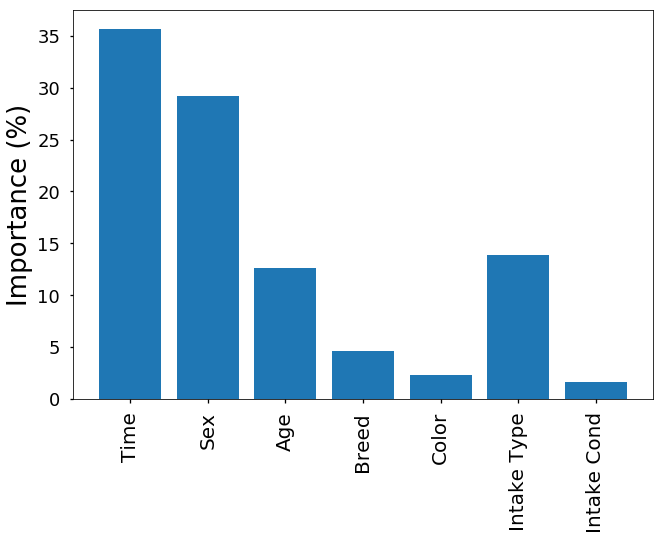 Importance (%)
35
30
25
20
15
10
5
0
Time
Sex
Age
Breed
Color
Intake Type
Intake Cond